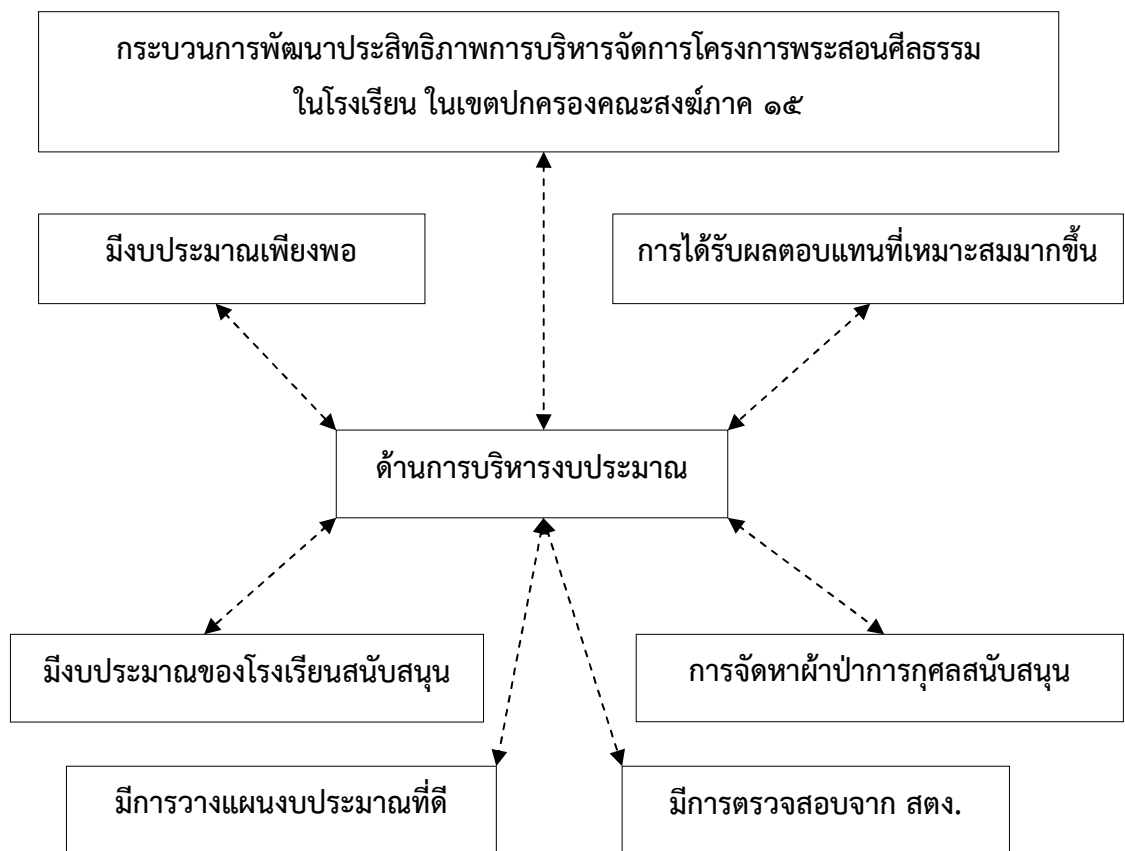 กระบวนการพัฒนาประสิทธิภาพการบริหารจัดการโครงการพระสอนศีลธรรม
ในโรงเรียน ในเขตปกครองคณะสงฆ์ภาค ๑๕
มีงบประมาณเพียงพอ
การได้รับผลตอบแทนที่เหมาะสมมากขึ้น
ด้านการบริหารงบประมาณ
มีงบประมาณของโรงเรียนสนับสนุน
การจัดหาผ้าป่าการกุศลสนับสนุน
มีการวางแผนงบประมาณที่ดี
มีการตรวจสอบจาก สตง.